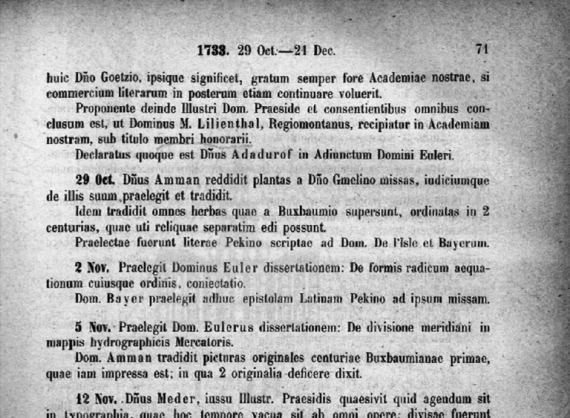 1733. 29 Oct.—21 Dec. 71
huic Dño Goetzio, ipsique significet, gratum semper fore Academiae nostrae, si
commercium literarum in posterum etiam continuare voluerit.
Proponente deinde Illustri Dom. Praeside et consentientibus omnibus con-
clusum est, ut Dominus M. Lilienthal, Regiomontanus, recipiatur in Academiam
nostram, sub titulo membri honorarii.
Declaratus quoque est Dñus Adadurof in Adiunctum Domini Euleri.
29 Oct. Dñus Amman reddidit plantas a Dño Gmelino missas, iudiciumque
de illis suum praelegit et tradidit.
Idem tradidit omnes herbas quae a Buxbaumio supersunt, ordinatas in 2
centurias, quae uti reliquae separatim edi possunt.
Praelectae fuerunt literae Pekino scriptae ad Dom. De l'Isle et Bayerum.
2 Nov. Praelegit Dominus Euler dissertationem: De formis radicum aequa-
tionum cuiusque ordinis, coniectatio.
Dom. Bayer praelegit adhuc epistolam Latinam Pekino ad ipsum missam.
5 Nov. Praelegit Dom. Eulerus dissertationem: De divisione meridiani in
mappis hydrographicis Mercatoris.
Dom. Amman tradidit picturas originales centuriae Buxbaumianae primae,
quae iam impressa est; in qua 2 originalia deficere dixit.
12 Nov. Dñus Meder, iussu Illustr. Praesidis quaesivit quid agendum sit
in typographia, quae hoc tempore vacua sit ab omni opere; divisae fuerunt